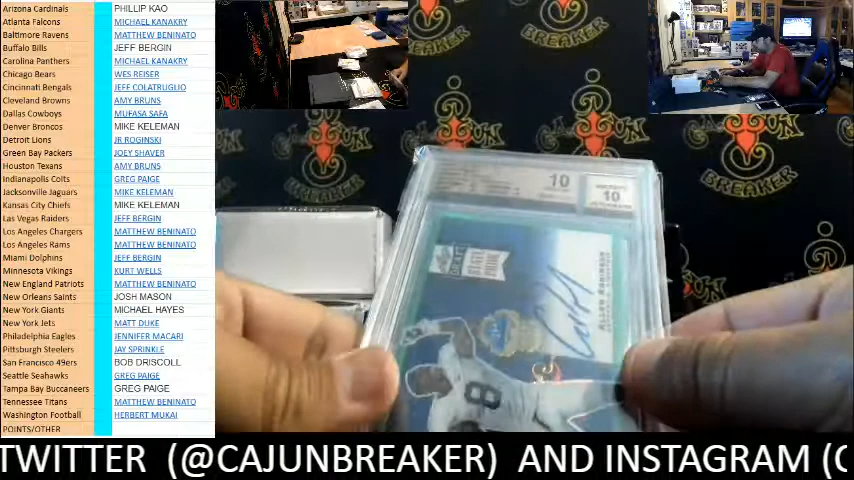 Arizona Cardinals PHILLIP KAO
Atlanta Falcons MICHAEL KANAKRY
Baltimore Ravens MATTHEW BENINATO
Buffalo Bills JEFF BERGIN
Carolina Panthers MICHAEL KANAKRY
Chicago Bears WES REISER
Cincinnati Bengals JEFF COLATRUGLIO
Cleveland Browns AMY BRUNS
Dallas Cowboys MUFASA SAFA
Denver Broncos MIKE KELEMAN
Detroit Lions JR ROGINSKI
Green Bay Packers JOEY SHAVER
Houston Texans AMY BRUNS
Indianapolis Colts GREG PAIGE
Jacksonville Jaguars MIKE KELEMAN
Kansas City Chiefs MIKE KELEMAN
Las Vegas Raiders JEFF BERGIN
Los Angeles Chargers MATTHEW BENINATO
Los Angeles Rams MATTHEW BENINATO
Miami Dolphins JEFF BERGIN
Minnesota Vikings KURT WELLS
New England Patriots MATTHEW BENINATO
New Orleans Saints JOSH MASON
New York Giants MICHAEL HAYES
New York Jets MATT DUKE
Philadelphia Eagles JENNIFER MACARI
Pittsburgh Steelers JAY SPRINKLE
San Francisco 49ers BOB DRISCOLL
Seattle Seahawks GREG PAIGE
Tampa Bay Buccaneers GREG PAIGE
Tennessee Titans MATTHEW BENINATO
Washington Football HERBERT MUKAI
POINTS/OTHER
CAJUN
BREAKER
10
10
ALLEN ROBINSON
8
TWITTER (@CAJUNBREAKER) AND INSTAGRAM (C